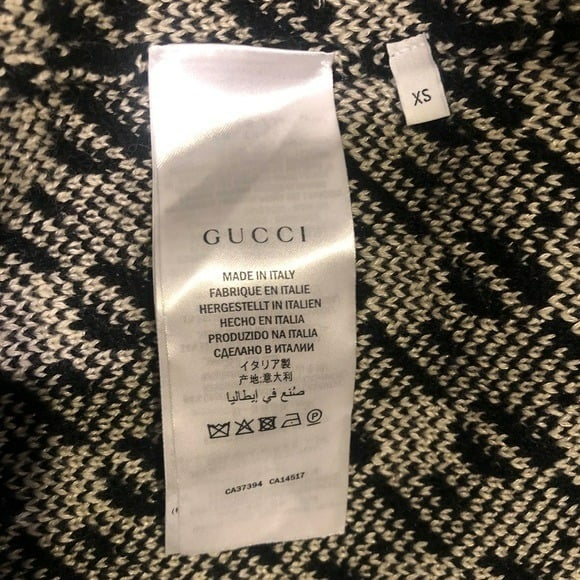 XS
GUCCI
MADE IN ITALY
FABRIQUE EN ITALIE
HERGESTELLT IN ITALIEN
HECHO EN ITALIA
PRODUZIDO NA ITALIA
СДЕЛАНО В ИТАЛИИ
イタリア製
产地:意大利
صُنع في إيطاليا
P
CA37394 CA14517